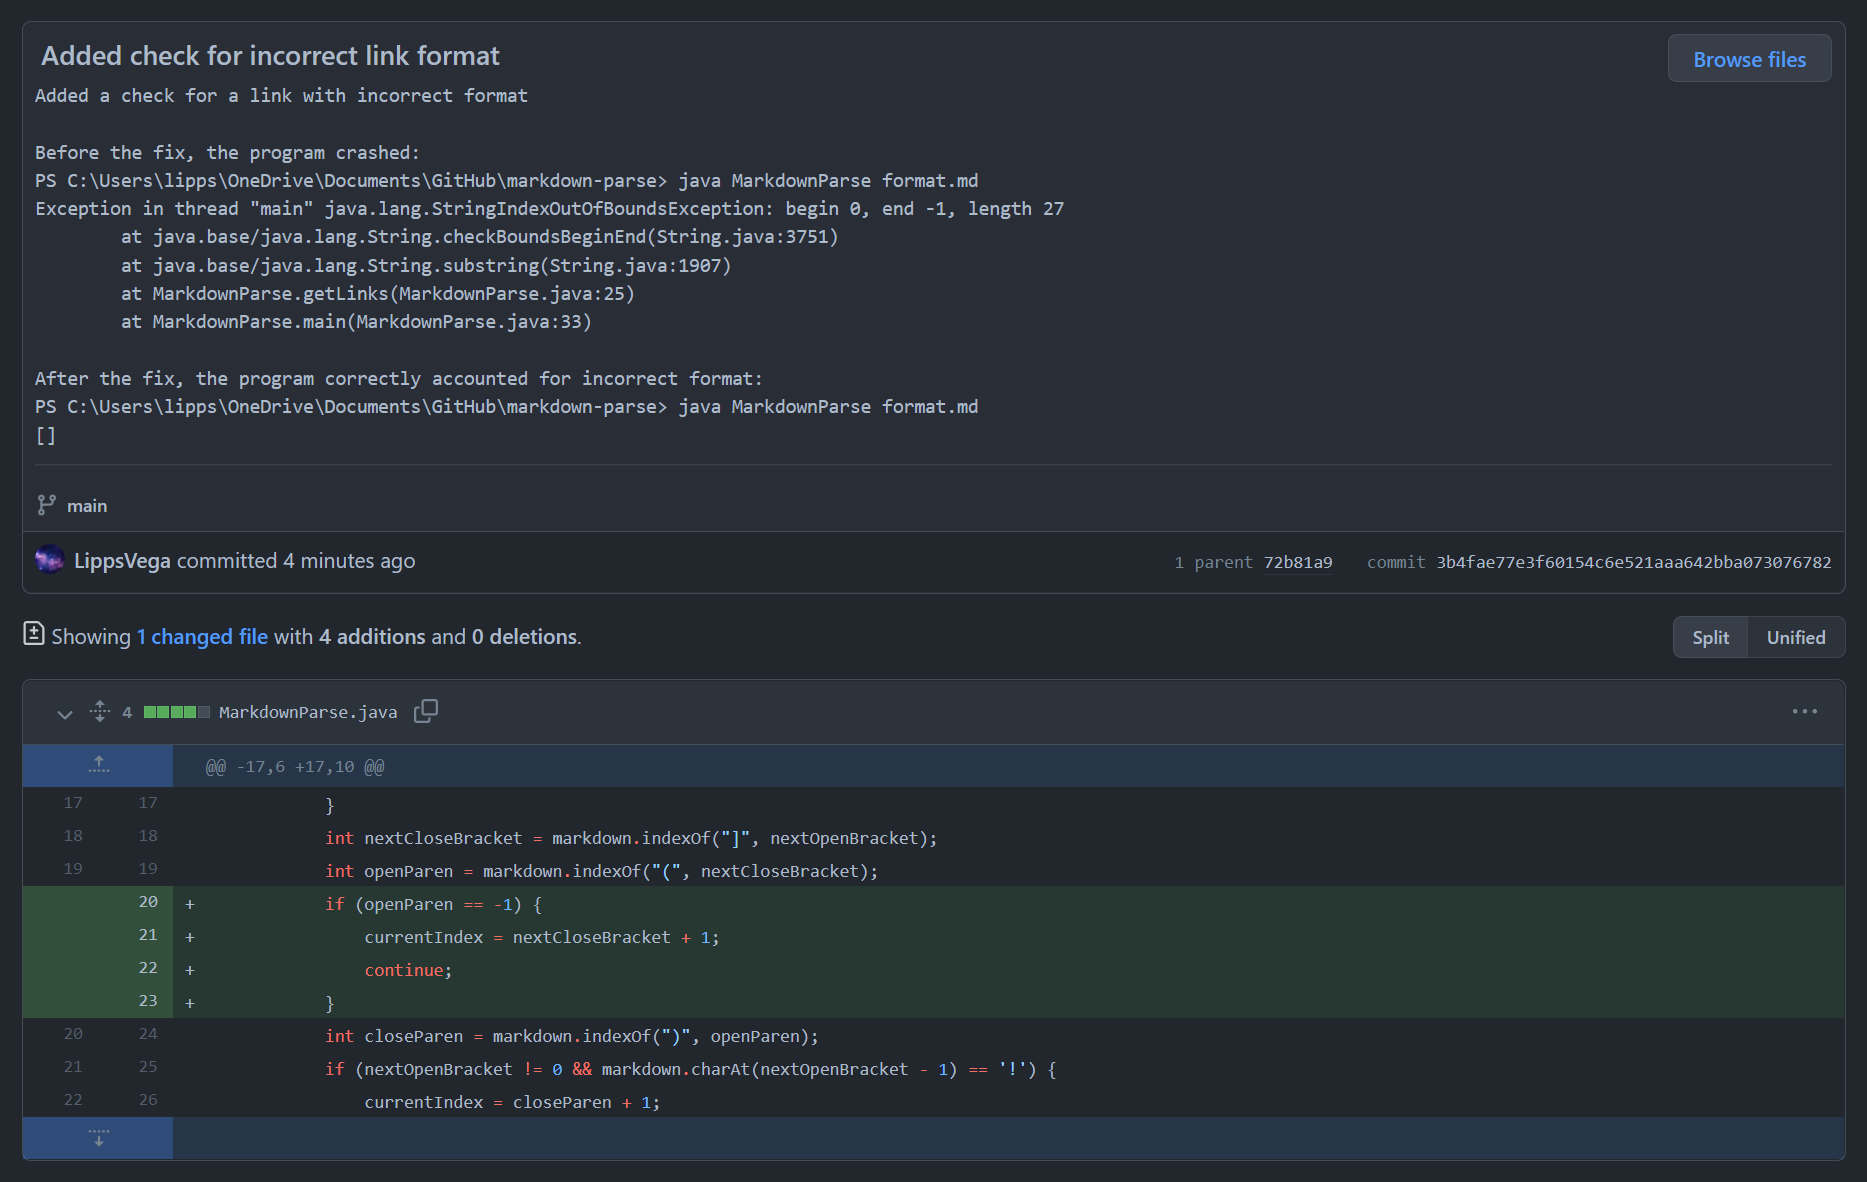 Added check for incorrect link format
Browse files
Added a check for a link with incorrect format
Before the fix, the program crashed:
PS C:\Users\lipps\OneDrive\Documents\GitHub\markdown-parse> java MarkdownParse format.md
Exception in thread "main" java.lang.StringIndexOutOfBoundsException: begin 0, end -1, length 27
        at java.base/java.lang.String.checkBoundsBeginEnd(String.java:3751)
        at java.base/java.lang.String.substring(String.java:1907)
        at MarkdownParse.getLinks(MarkdownParse.java:25)
        at MarkdownParse.main(MarkdownParse.java:33)
After the fix, the program correctly accounted for incorrect format:
PS C:\Users\lipps\OneDrive\Documents\GitHub\markdown-parse> java MarkdownParse format.md
[]
main
LippsVega committed 4 minutes ago
1 parent 72b81a9 commit 3b4fae77e3f60154c6e521aaa642bba073076782
Showing 1 changed file with 4 additions and 0 deletions.
Split Unified
4 MarkdownParse.java
@@ -17,6 +17,10 @@
17 17 }
18 18 int nextCloseBracket = markdown.indexOf("]", nextOpenBracket);
19 19 int openParen = markdown.indexOf("(", nextCloseBracket);
20 + if (openParen == -1) {
21 + currentIndex = nextCloseBracket + 1;
22 + continue;
23 + }
20 24 int closeParen = markdown.indexOf(")", openParen);
21 25 if (nextOpenBracket != 0 && markdown.charAt(nextOpenBracket - 1) == '!') {
22 26 currentIndex = closeParen + 1;